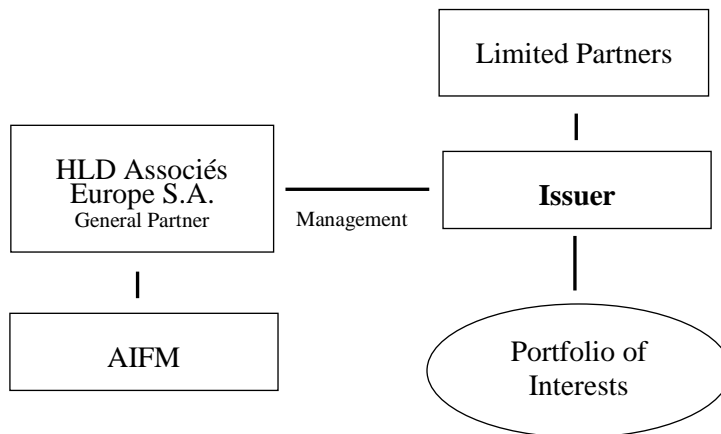 Limited Partners
HLD Associés
Europe S.A.
General Partner
Management
Issuer
AIFM
Portfolio of
Interests